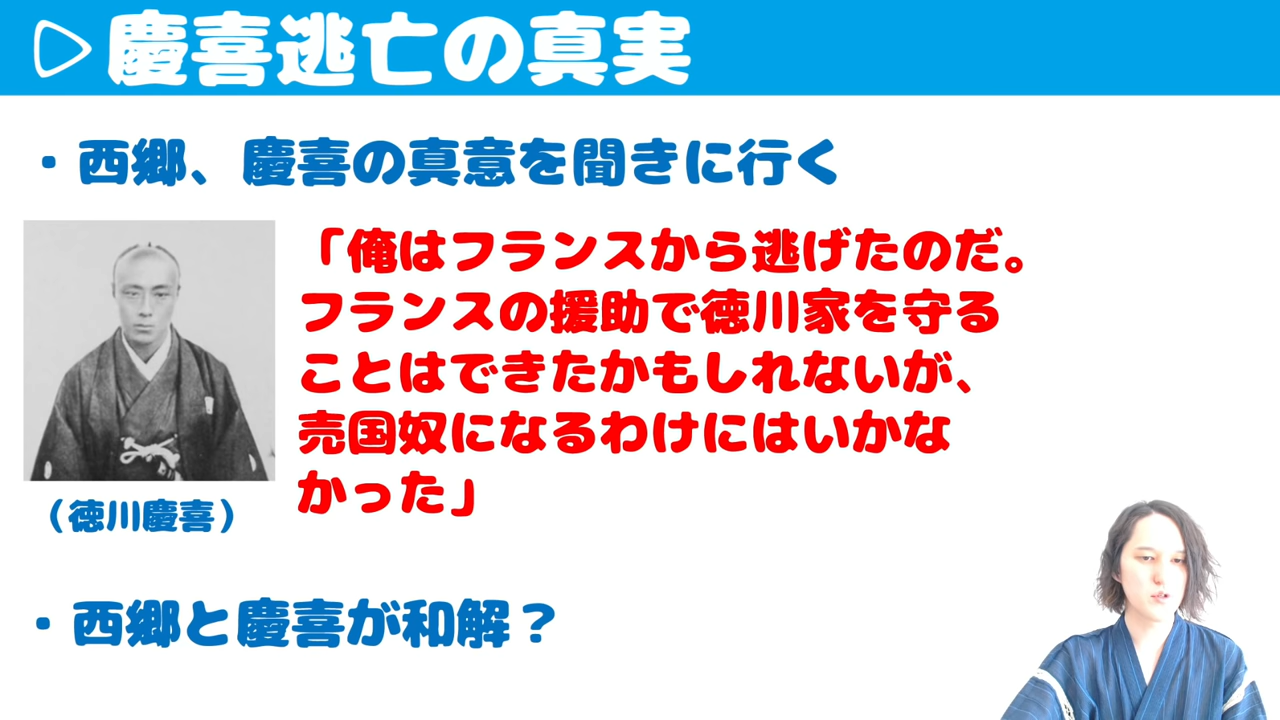 慶喜逃亡の真実
・西郷、慶喜の真意を聞きに行く
「俺はフランスから逃げたのだ。
フランスの援助で徳川家を守る
ことはできたかもしれないが、
売国奴になるわけにはいかな
かった」
（徳川慶喜）
・西郷と慶喜が和解？